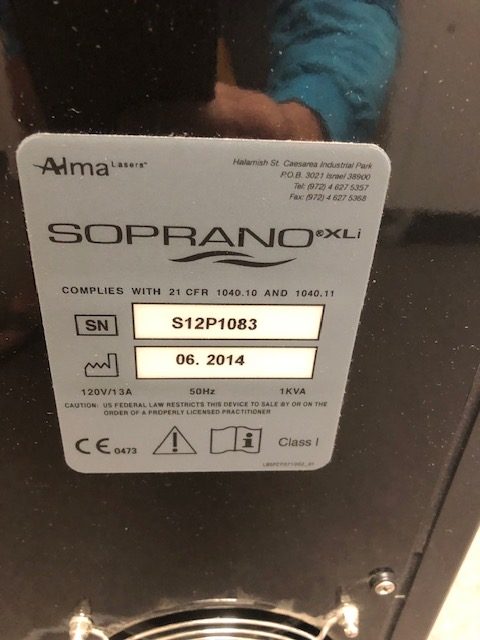 Alma Lasers™
Halamish St. Caesarea Industrial Park
P.O.B. 3021 Israel 38900
Tel: (972) 4 627 5357
Fax: (972) 4 627 5368
SOPRANO®XLi
COMPLIES WITH 21 CFR 1040.10 AND 1040.11
SN S12P1083
06. 2014
120V/13A 50Hz 1KVA
CAUTION: US FEDERAL LAW RESTRICTS THIS DEVICE TO SALE BY OR ON THE
ORDER OF A PROPERLY LICENSED PRACTITIONER
CE 0473 Class I